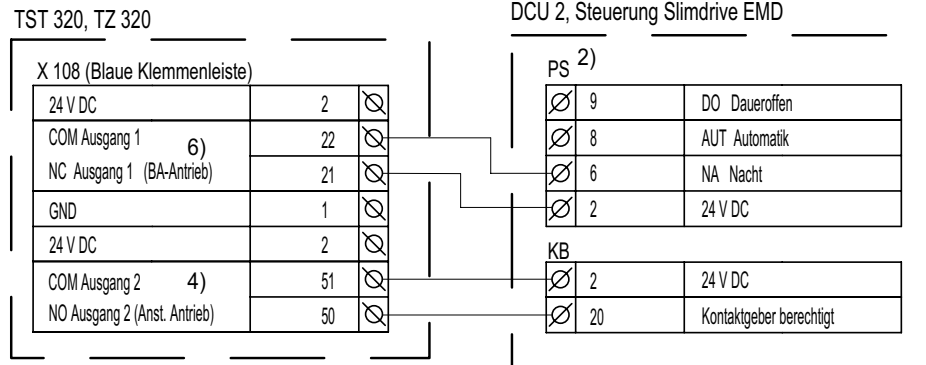 TST 320, TZ 320
X 108 (Blaue Klemmenleiste)
24 V DC 2
COM Ausgang 1 22
6)
NC Ausgang 1 (BA-Antrieb) 21
GND 1
24 V DC 2
COM Ausgang 2 4) 51
NO Ausgang 2 (Anst. Antrieb) 50
DCU 2, Steuerung Slimdrive EMD
PS 2)
9 DO Daueroffen
8 AUT Automatik
6 NA Nacht
2 24 V DC
KB
2 24 V DC
20 Kontaktgeber berechtigt